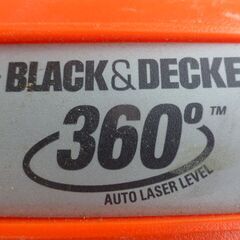 BLACK&DECKE
360° ™
AUTO LASER LEVEL